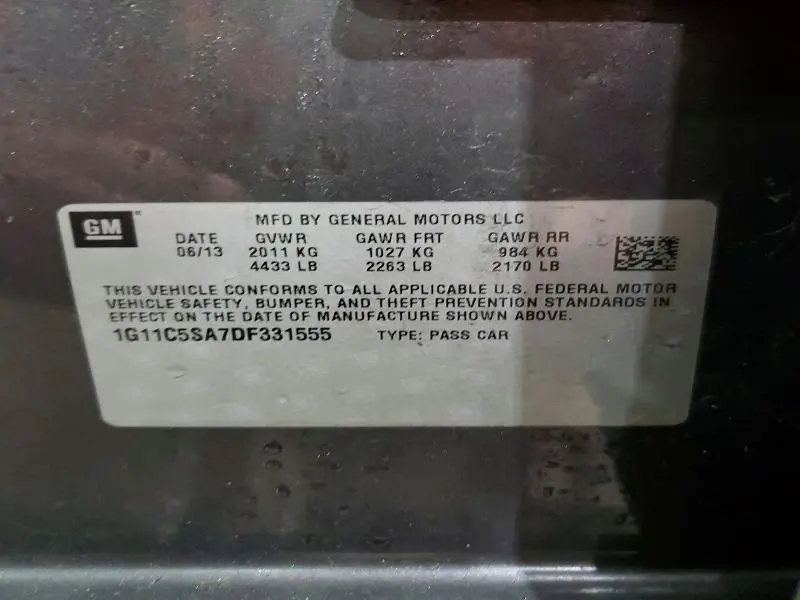 GM
MFD BY GENERAL MOTORS LLC
DATE GVWR GAWR FRT GAWR RR
06/13 2011 KG 1027 KG 984 KG
4433 LB 2263 LB 2170 LB
THIS VEHICLE CONFORMS TO ALL APPLICABLE U.S. FEDERAL MOTOR
VEHICLE SAFETY, BUMPER, AND THEFT PREVENTION STANDARDS IN
EFFECT ON THE DATE OF MANUFACTURE SHOWN ABOVE.
1G11C5SA7DF331555 TYPE: PASS CAR